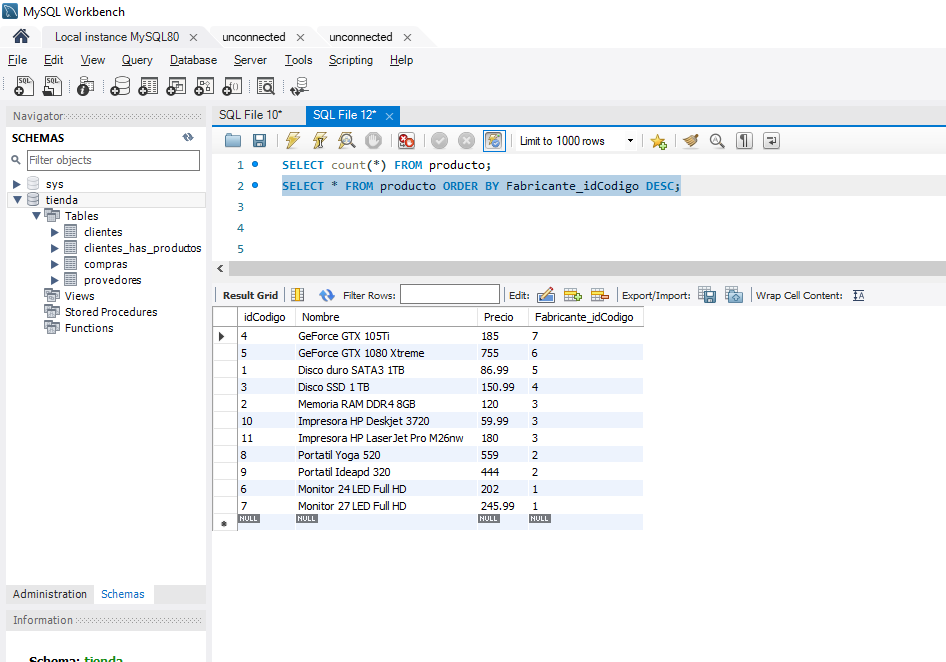 MySQL Workbench
Local instance MySQL80 unconnected unconnected
File Edit View Query Database Server Tools Scripting Help
Navigator
SCHEMAS
Filter objects
sys
tienda
Tables
clientes
clientes_has_productos
compras
provedores
Views
Stored Procedures
Functions
Administration Schemas
Information
Schema: tienda
SQL File 10* SQL File 12*
Limit to 1000 rows
1 SELECT count(*) FROM producto;
2 SELECT * FROM producto ORDER BY Fabricante_idCodigo DESC;
3
4
5
Result Grid Filter Rows: Edit: Export/Import: Wrap Cell Content:
idCodigo Nombre Precio Fabricante_idCodigo
4 GeForce GTX 105Ti 185 7
5 GeForce GTX 1080 Xtreme 755 6
1 Disco duro SATA3 1TB 86.99 5
3 Disco SSD 1 TB 150.99 4
2 Memoria RAM DDR4 8GB 120 3
10 Impresora HP Deskjet 3720 59.99 3
11 Impresora HP LaserJet Pro M26nw 180 3
8 Portatil Yoga 520 559 2
9 Portatil Ideapd 320 444 2
6 Monitor 24 LED Full HD 202 1
7 Monitor 27 LED Full HD 245.99 1
NULL NULL NULL NULL